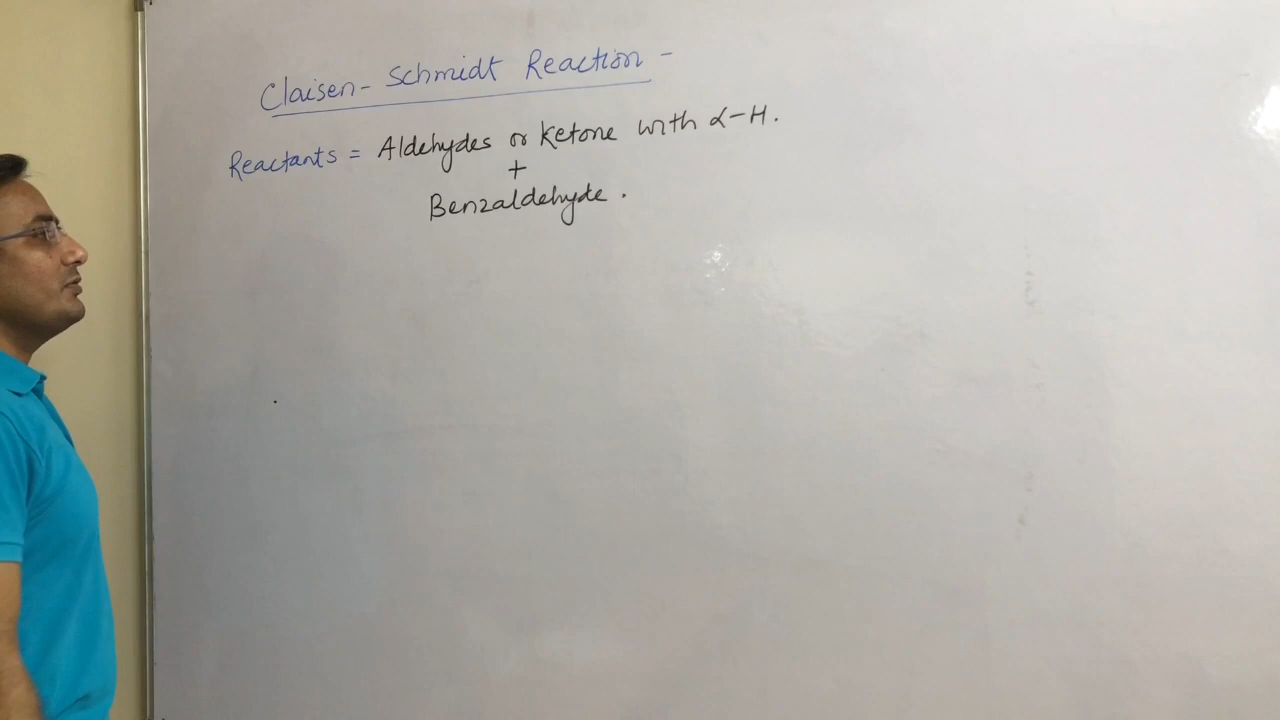 Claisen - Schmidt Reaction -
Reactants = Aldehydes or Ketone with α-H.
+
Benzaldehyde.